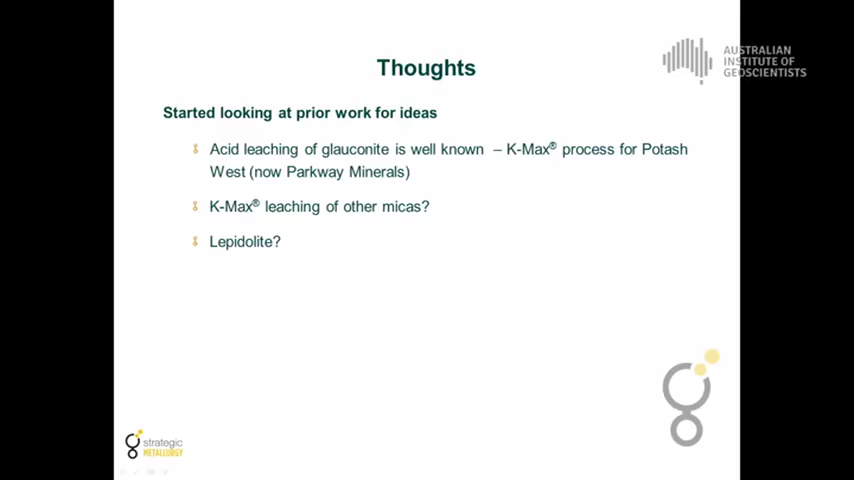 AUSTRALIAN
INSTITUTE OF
GEOSCIENTISTS
Thoughts
Started looking at prior work for ideas
Acid leaching of glauconite is well known – K-Max® process for Potash
West (now Parkway Minerals)
K-Max® leaching of other micas?
Lepidolite?
strategic
METALLURGY